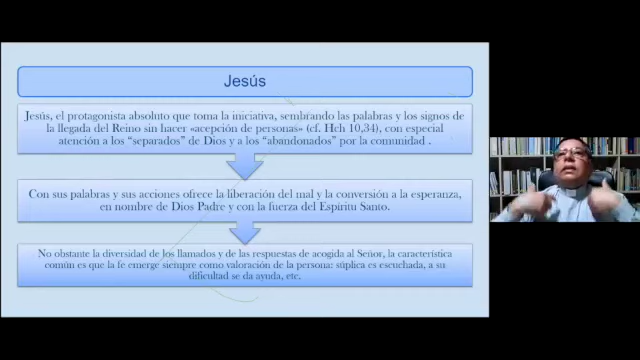 Jesús
Jesús, el protagonista absoluto que toma la iniciativa, sembrando las palabras y los signos de
la llegada del Reino sin hacer «acepción de personas» (cf. Hch 10,34), con especial
atención a los “separados” de Dios y a los “abandonados” por la comunidad .
Con sus palabras y sus acciones ofrece la liberación del mal y la conversión a la esperanza,
en nombre de Dios Padre y con la fuerza del Espíritu Santo.
No obstante la diversidad de los llamados y de las respuestas de acogida al Señor, la característica
común es que la fe emerge siempre como valoración de la persona: súplica es escuchada, a su
dificultad se da ayuda, etc.